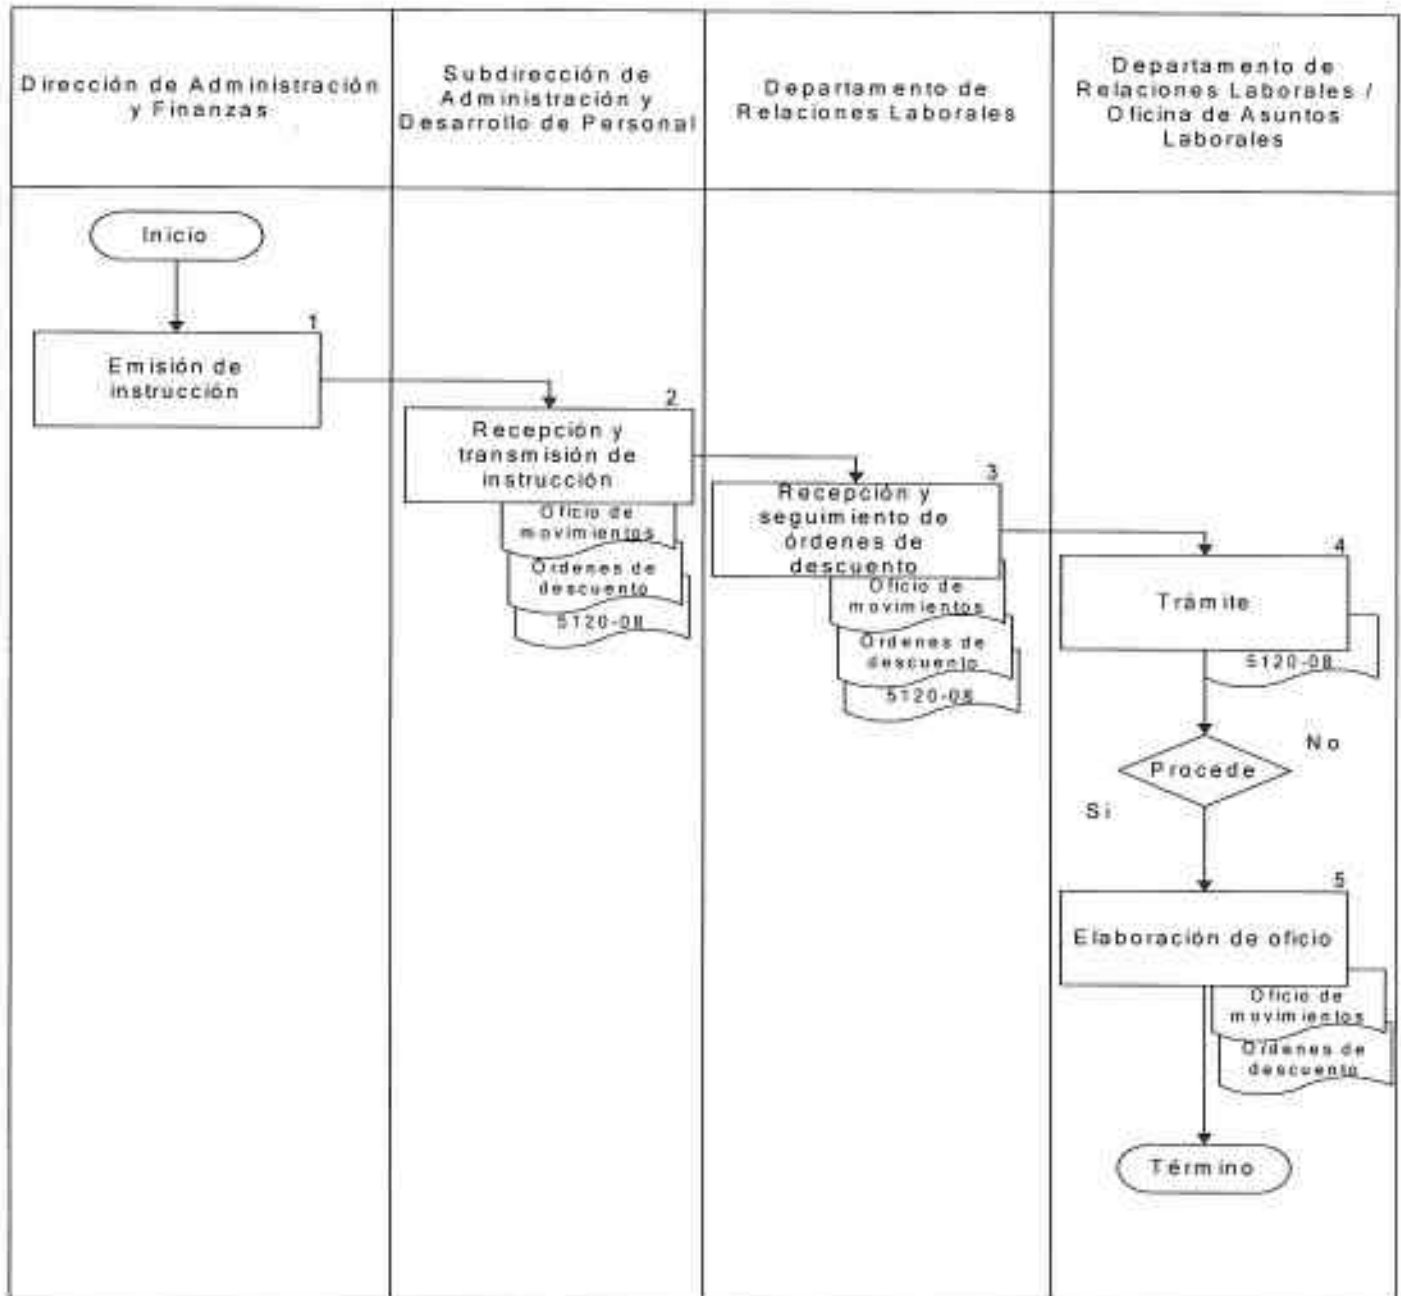 Dirección de Administración
y Finanzas
Subdirección de
Administración y
Desarrollo de Personal
Departamento de
Relaciones Laborales
Departamento de
Relaciones Laborales /
Oficina de Asuntos
Laborales
Inicio
1
Emisión de
instrucción
2
Recepción y
transmisión de
instrucción
Oficio de
movimientos
Órdenes de
descuento
5120-08
3
Recepción y
seguimiento de
órdenes de
descuento
Oficio de
movimientos
Órdenes de
descuento
5120-08
4
Trámite
5120-08
Procede
No
Si
5
Elaboración de oficio
Oficio de
movimientos
Órdenes de
descuento
Término